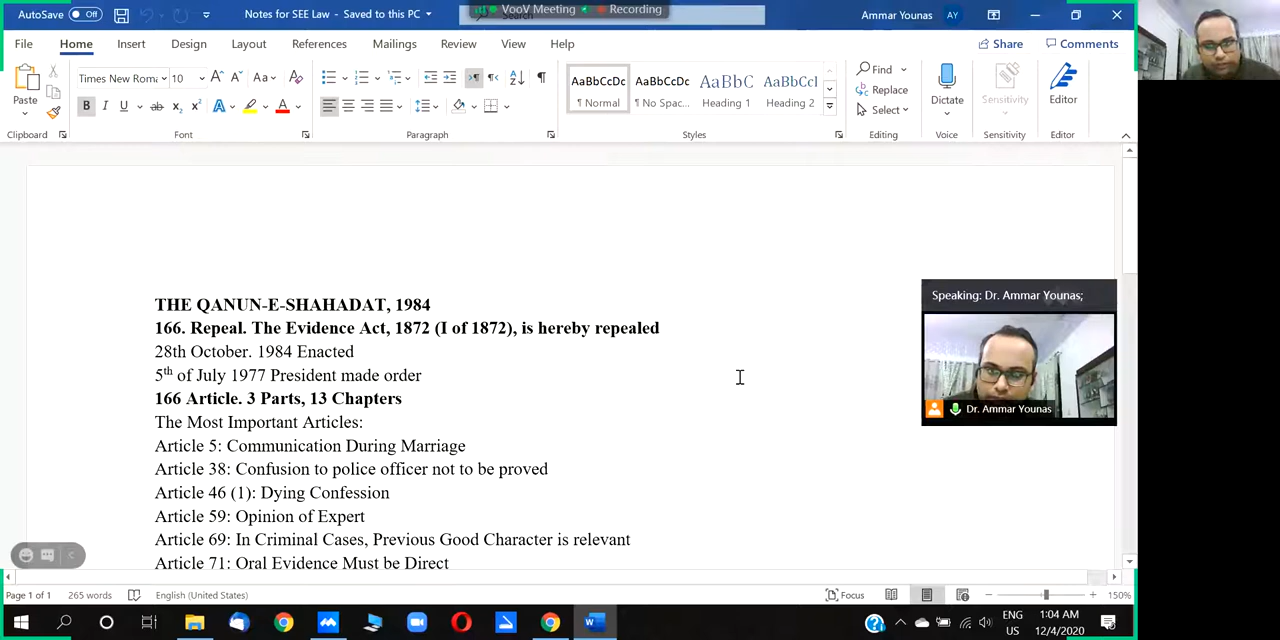 AutoSave Off Notes for SEE Law - Saved to this PC Search Ammar Younas AY
VooV Meeting Recording
File Home Insert Design Layout References Mailings Review View Help Share Comments
Times New Roma 10 Aa AaBbCcDc AaBbCcDc AaBbC AaBbCcI Find
Paste Replace Dictate Sensitivity Editor
B I U ab x₂ x² A A ¶ Normal ¶ No Spac... Heading 1 Heading 2 Select
Clipboard Font Paragraph Styles Editing Voice Sensitivity Editor
THE QANUN-E-SHAHADAT, 1984
166. Repeal. The Evidence Act, 1872 (I of 1872), is hereby repealed
28th October. 1984 Enacted
5th of July 1977 President made order
166 Article. 3 Parts, 13 Chapters
The Most Important Articles:
Article 5: Communication During Marriage
Article 38: Confusion to police officer not to be proved
Article 46 (1): Dying Confession
Article 59: Opinion of Expert
Article 69: In Criminal Cases, Previous Good Character is relevant
Article 71: Oral Evidence Must be Direct
Speaking: Dr. Ammar Younas;
Dr. Ammar Younas
Page 1 of 1 265 words English (United States) Focus 150%
ENG 1:04 AM
US 12/4/2020